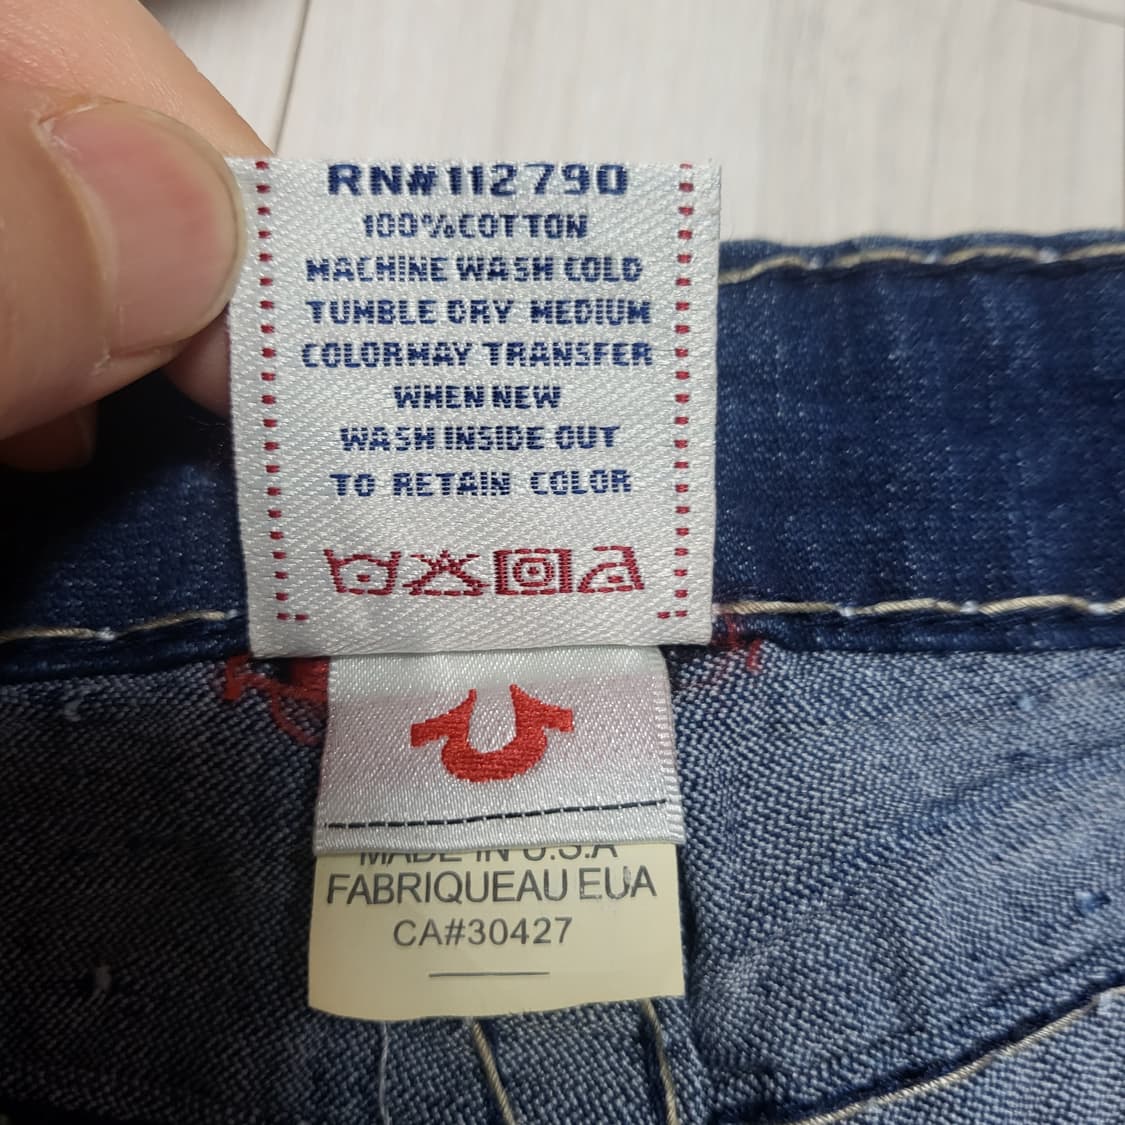 RN#112790
100%COTTON
MACHINE WASH COLD
TUMBLE DRY MEDIUM
COLORMAY TRANSFER
WHEN NEW
WASH INSIDE OUT
TO RETAIN COLOR
MADE IN U.S.A
FABRIQUEAU EUA
CA#30427